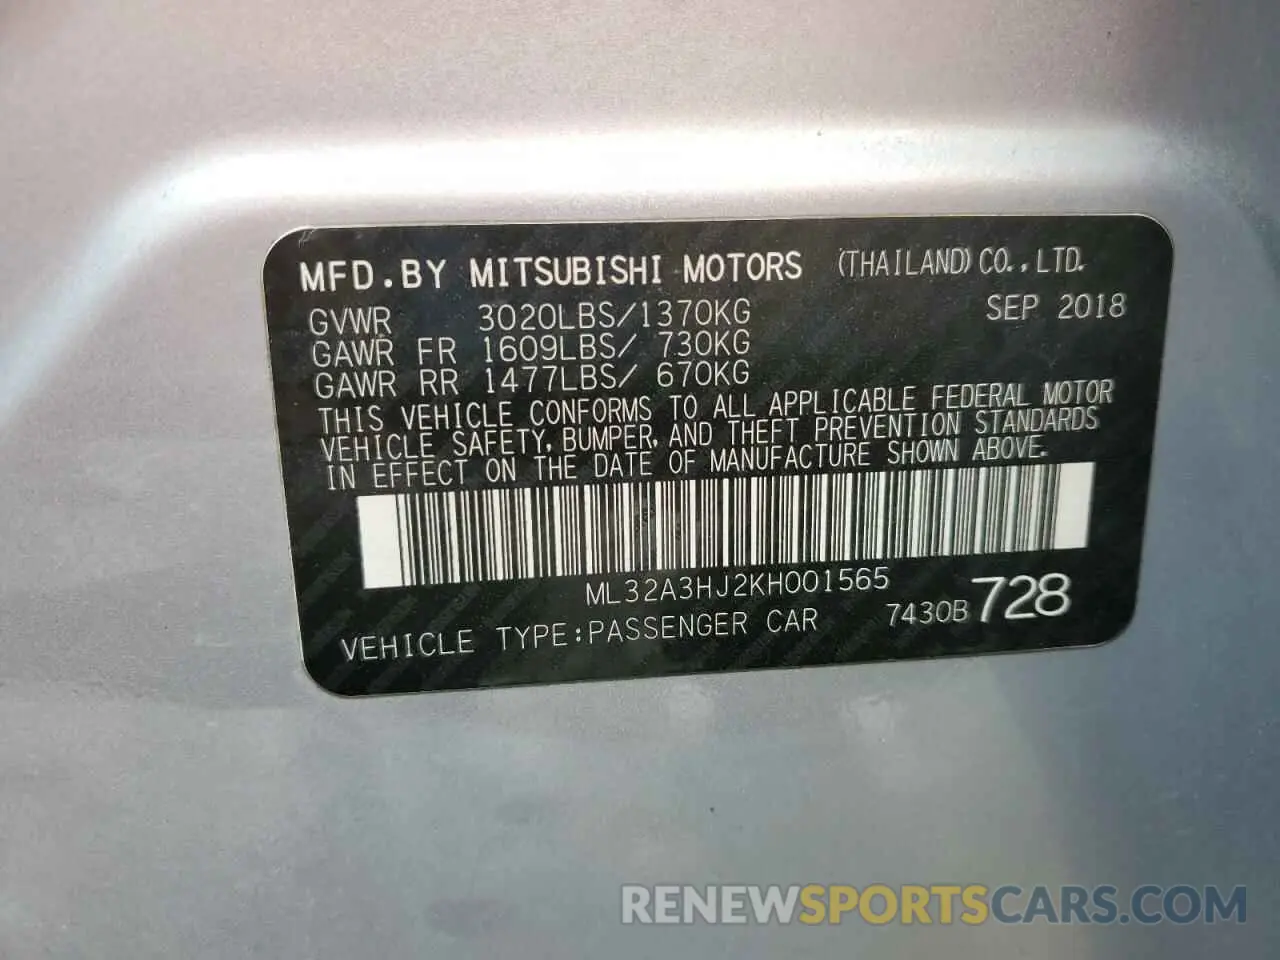 MFD.BY MITSUBISHI MOTORS (THAILAND) CO.,LTD.
GVWR 3020LBS/1370KG SEP 2018
GAWR FR 1609LBS/ 730KG
GAWR RR 1477LBS/ 670KG
THIS VEHICLE CONFORMS TO ALL APPLICABLE FEDERAL MOTOR
VEHICLE SAFETY, BUMPER, AND THEFT PREVENTION STANDARDS
IN EFFECT ON THE DATE OF MANUFACTURE SHOWN ABOVE.
ML32A3HJ2KH001565
VEHICLE TYPE:PASSENGER CAR 7430B 728
RENEWSPORTSCARS.COM